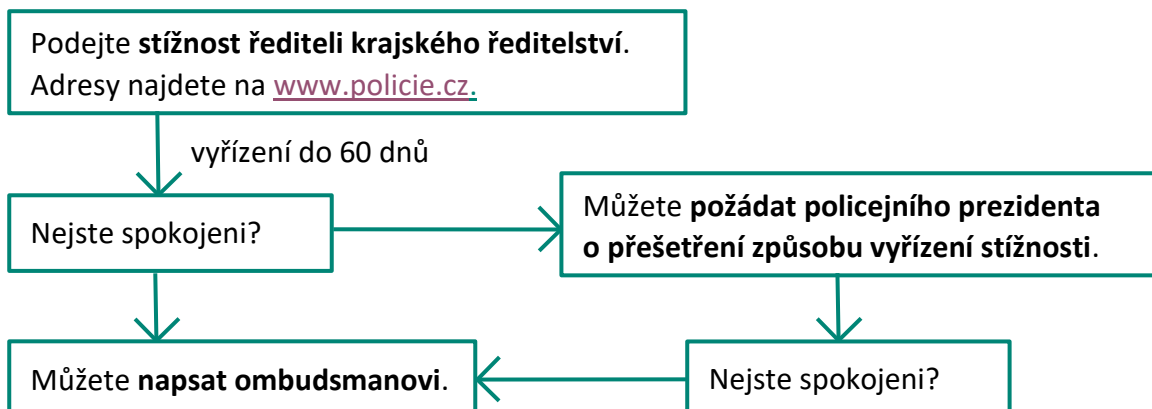 Podejte stížnost řediteli krajského ředitelství.
Adresy najdete na www.policie.cz.
vyřízení do 60 dnů
Nejste spokojeni?
Můžete požádat policejního prezidenta
o přešetření způsobu vyřízení stížnosti.
Můžete napsat ombudsmanovi.
Nejste spokojeni?